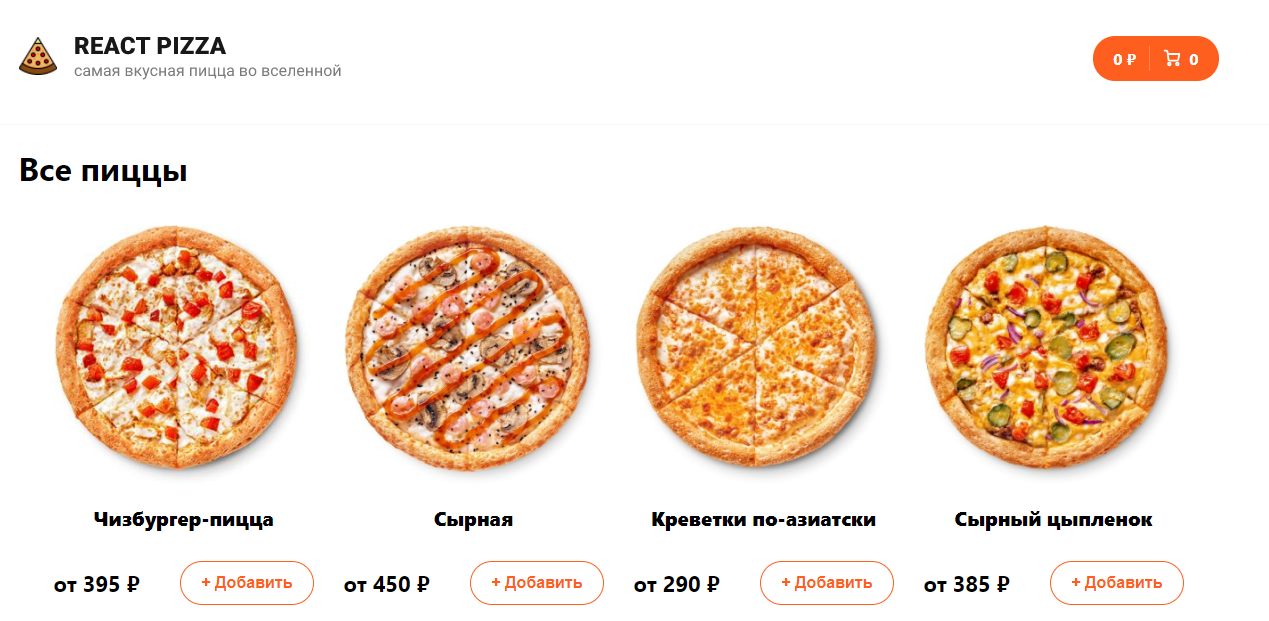 REACT PIZZA
самая вкусная пицца во вселенной
0 ₽ 0
Все пиццы
Чизбургер-пицца
Сырная
Креветки по-азиатски
Сырный цыпленок
от 395 ₽ + Добавить
от 450 ₽ + Добавить
от 290 ₽ + Добавить
от 385 ₽ + Добавить